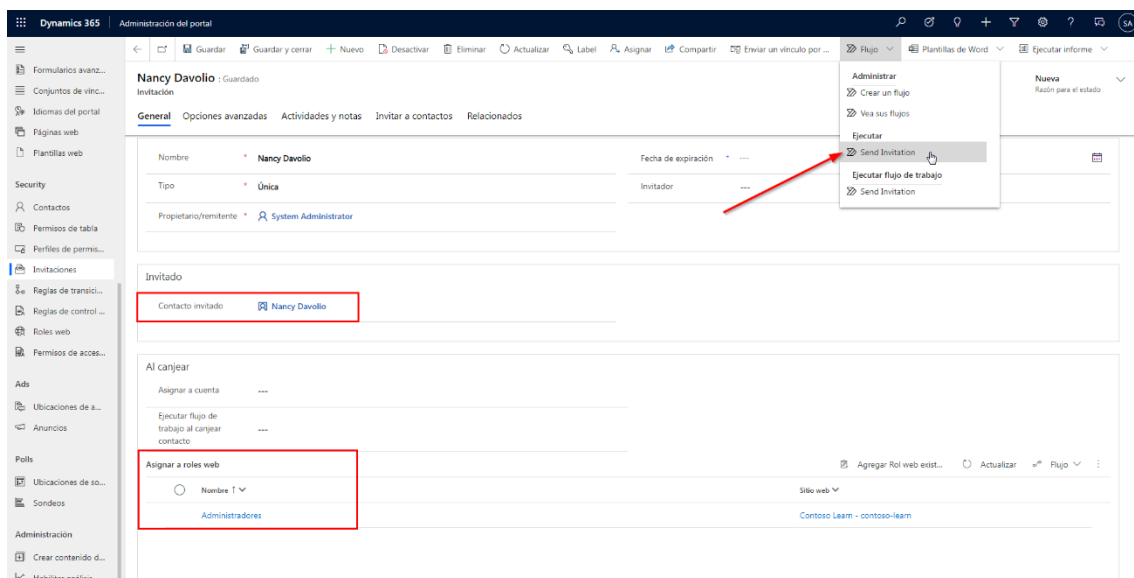 Dynamics 365 Administración del portal SA
Guardar Guardar y cerrar Nuevo Desactivar Eliminar Actualizar Label Asignar Compartir Enviar un vínculo por ... Flujo Plantillas de Word Ejecutar informe
Formularios avanz...
Conjuntos de vínc...
Idiomas del portal
Páginas web
Plantillas web
Security
Contactos
Permisos de tabla
Perfiles de permis...
Invitaciones
Reglas de transici...
Reglas de control ...
Roles web
Permisos de acces...
Ads
Ubicaciones de a...
Anuncios
Polls
Ubicaciones de so...
Sondeos
Administración
Crear contenido d...
Habilitar análisis
Nancy Davolio : Guardado
Invitación
Nueva
Razón para el estado
General Opciones avanzadas Actividades y notas Invitar a contactos Relacionados
Administrar
Crear un flujo
Vea sus flujos
Ejecutar
Send Invitation
Ejecutar flujo de trabajo
Send Invitation
Nombre * Nancy Davolio
Fecha de expiración * ---
Tipo * Única
Invitador ---
Propietario/remitente * System Administrator
Invitado
Contacto invitado Nancy Davolio
Al canjear
Asignar a cuenta ---
Ejecutar flujo de
trabajo al canjear ---
contacto
Asignar a roles web
Agregar Rol web exist... Actualizar Flujo
Nombre ↑ Sitio web
Administradores Contoso Learn - contoso-learn